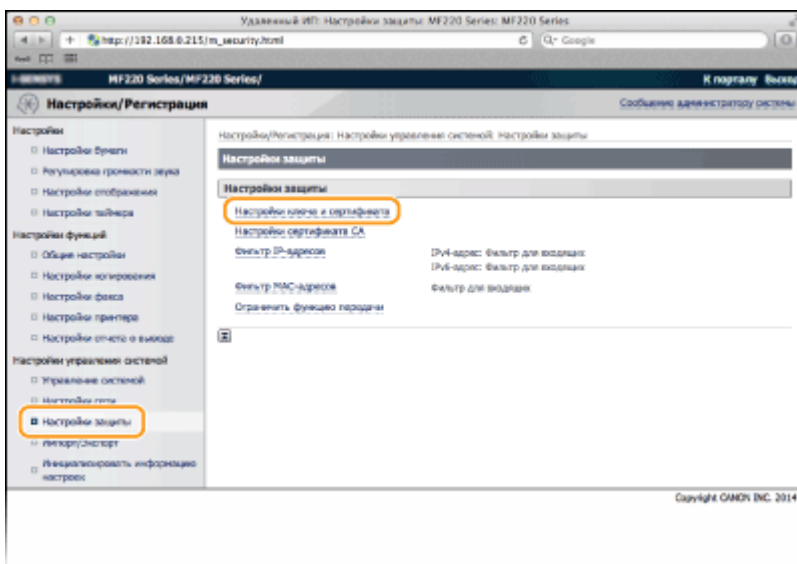 Удаленный ИП: Настройки защиты: MF220 Series: MF220 Series
http://192.168.0.215/m_security.html
Google
i-SENSYS MF220 Series/MF220 Series/
К порталу Выход
Настройки/Регистрация
Сообщение администратору системы
Настройки
Настройки бумаги
Регулировка громкости звука
Настройки отображения
Настройки таймера
Настройки функций
Общие настройки
Настройки копирования
Настройки факса
Настройки принтера
Настройки отчета о выводе
Настройки управления системой
Управление системой
Настройки сети
Настройки защиты
Импорт/Экспорт
Инициализировать информацию
настроек
Настройки/Регистрация: Настройки управления системой: Настройки защиты
Настройки защиты
Настройки защиты
Настройки ключа и сертификата
Настройки сертификата CA
Фильтр IP-адресов
IPv4-адрес: Фильтр для входящих
IPv6-адрес: Фильтр для входящих
Фильтр MAC-адресов
Фильтр для входящих
Ограничить функцию передачи
Copyright CANON INC. 2014